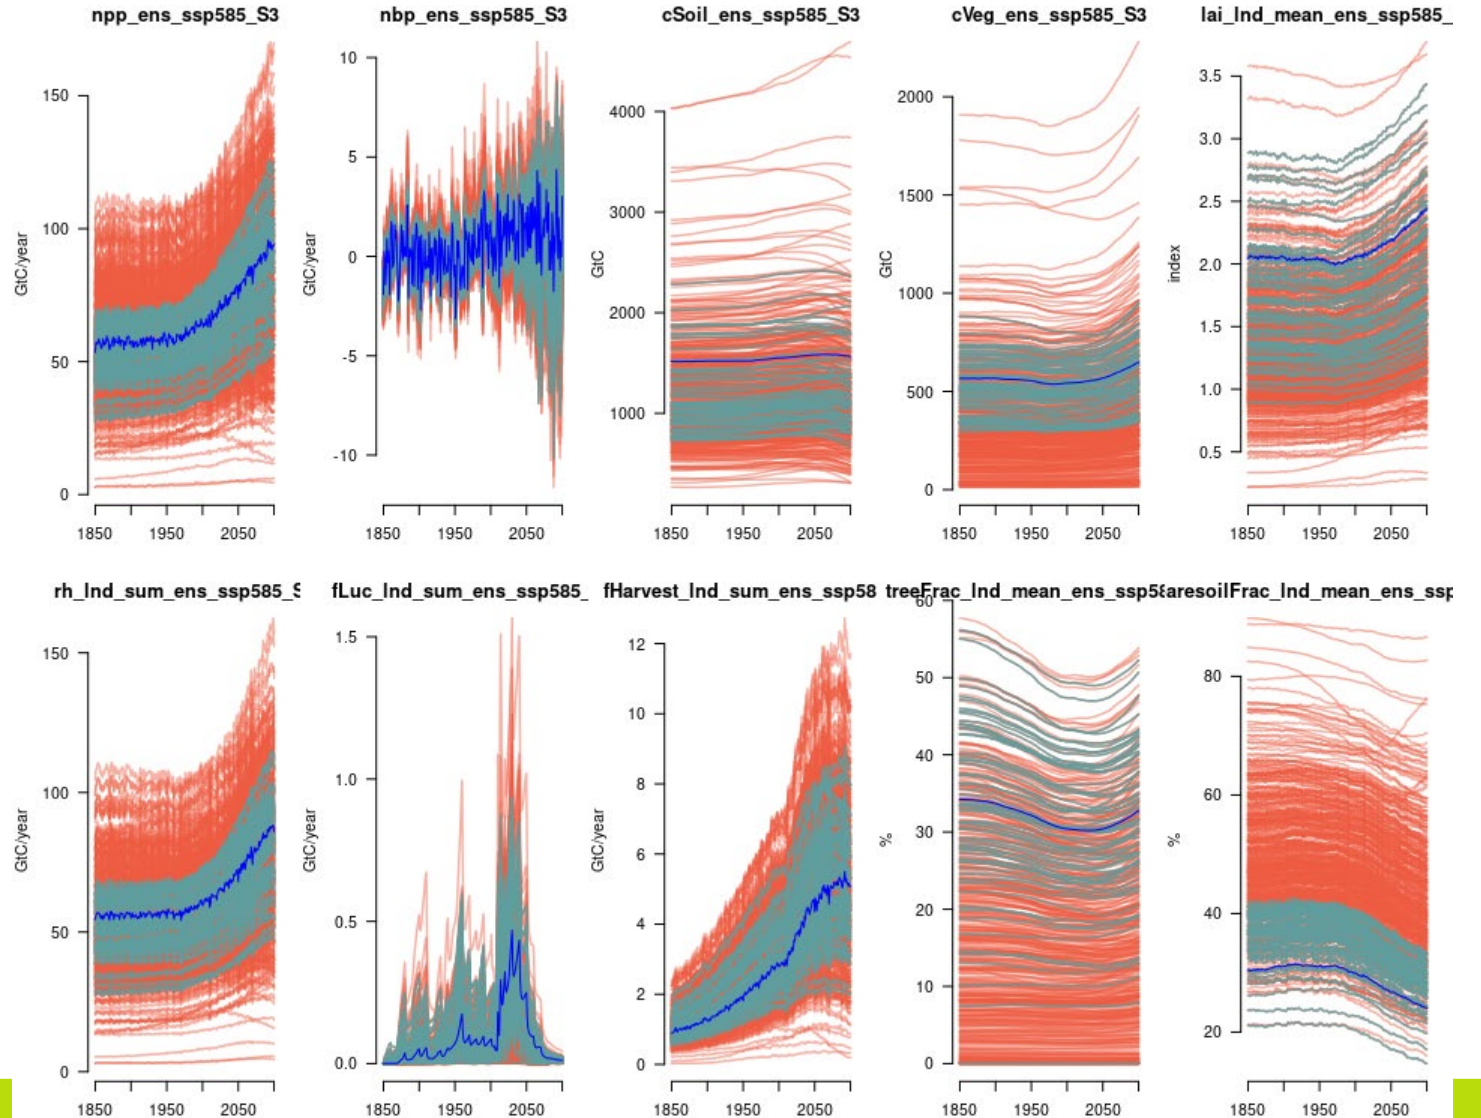 npp_ens_ssp585_S3
nbp_ens_ssp585_S3
cSoil_ens_ssp585_S3
cVeg_ens_ssp585_S3
lai_lnd_mean_ens_ssp585_
GtC/year
150
100
50
0
1850 1950 2050
GtC/year
10
5
0
-5
-10
1850 1950 2050
GtC
4000
3000
2000
1000
1850 1950 2050
GtC
2000
1500
1000
500
0
1850 1950 2050
index
3.5
3.0
2.5
2.0
1.5
1.0
0.5
1850 1950 2050
rh_lnd_sum_ens_ssp585_S
fLuc_lnd_sum_ens_ssp585_
fHarvest_lnd_sum_ens_ssp58
treeFrac_lnd_mean_ens_ssp58
aresoilFrac_lnd_mean_ens_ssp
GtC/year
150
100
50
0
1850 1950 2050
GtC/year
1.5
1.0
0.5
0.0
1850 1950 2050
GtC/year
12
10
8
6
4
2
0
1850 1950 2050
%
60
50
40
30
20
10
0
1850 1950 2050
%
80
60
40
20
1850 1950 2050